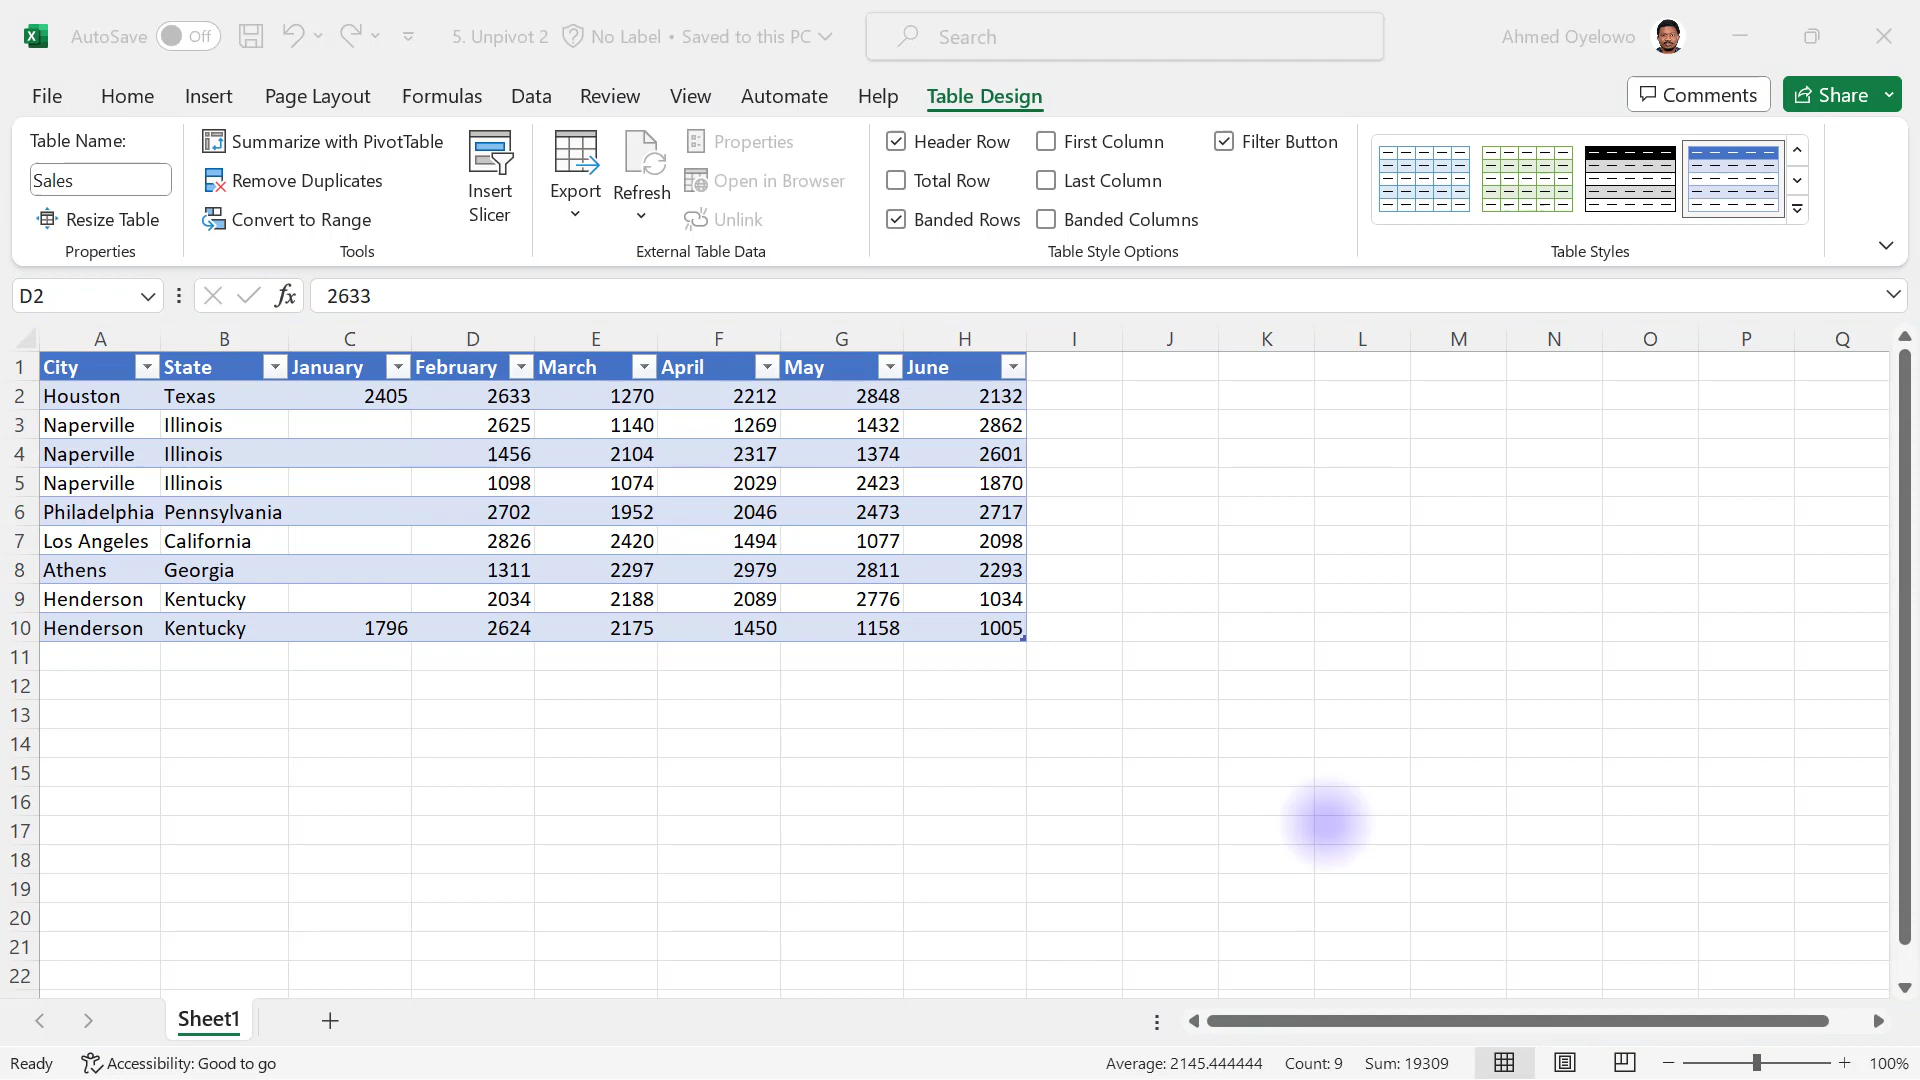 AutoSave Off 5. Unpivot 2 No Label • Saved to this PC Search Ahmed Oyelowo
File Home Insert Page Layout Formulas Data Review View Automate Help Table Design Comments Share
Table Name:
Sales
Resize Table
Properties
Summarize with PivotTable
Remove Duplicates
Convert to Range
Tools
Insert
Slicer
Export
Refresh
Properties
Open in Browser
Unlink
External Table Data
Header Row First Column Filter Button
Total Row Last Column
Banded Rows Banded Columns
Table Style Options
Table Styles
D2 fx 2633
A B C D E F G H I J K L M N O P Q
1 City State January February March April May June
2 Houston Texas 2405 2633 1270 2212 2848 2132
3 Naperville Illinois 2625 1140 1269 1432 2862
4 Naperville Illinois 1456 2104 2317 1374 2601
5 Naperville Illinois 1098 1074 2029 2423 1870
6 Philadelphia Pennsylvania 2702 1952 2046 2473 2717
7 Los Angeles California 2826 2420 1494 1077 2098
8 Athens Georgia 1311 2297 2979 2811 2293
9 Henderson Kentucky 2034 2188 2089 2776 1034
10 Henderson Kentucky 1796 2624 2175 1450 1158 1005
11
12
13
14
15
16
17
18
19
20
21
22
Sheet1
Ready Accessibility: Good to go Average: 2145.444444 Count: 9 Sum: 19309 100%